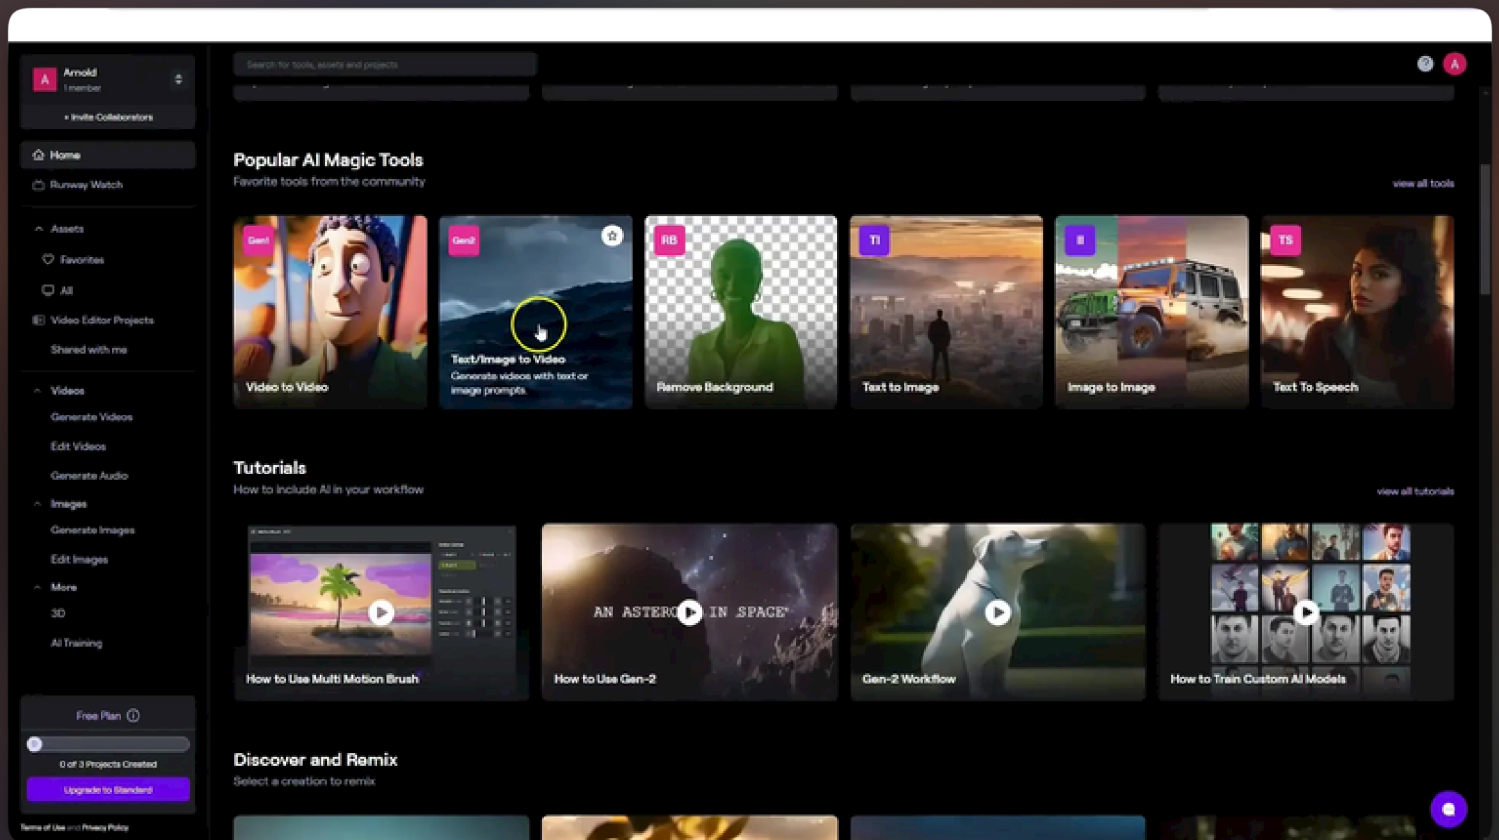 A
Arnold
1 member
+ Invite Collaborators
Home
Runway Watch
Assets
Favorites
All
Video Editor Projects
Shared with me
Videos
Generate Videos
Edit Videos
Generate Audio
Images
Generate Images
Edit Images
More
3D
AI Training
Free Plan
0 of 3 Projects Created
Upgrade to Standard
Terms of Use and Privacy Policy
Search for tools, assets and projects
?
A
Popular AI Magic Tools
Favorite tools from the community
view all tools
Gen1
Video to Video
Gen2
Text/Image to Video
Generate videos with text or
image prompts.
RB
Remove Background
TI
Text to Image
II
Image to Image
TS
Text To Speech
Tutorials
How to include AI in your workflow
view all tutorials
How to Use Multi Motion Brush
AN ASTERO IN SPACE"
How to Use Gen-2
Gen-2 Workflow
How to Train Custom AI Models
Discover and Remix
Select a creation to remix